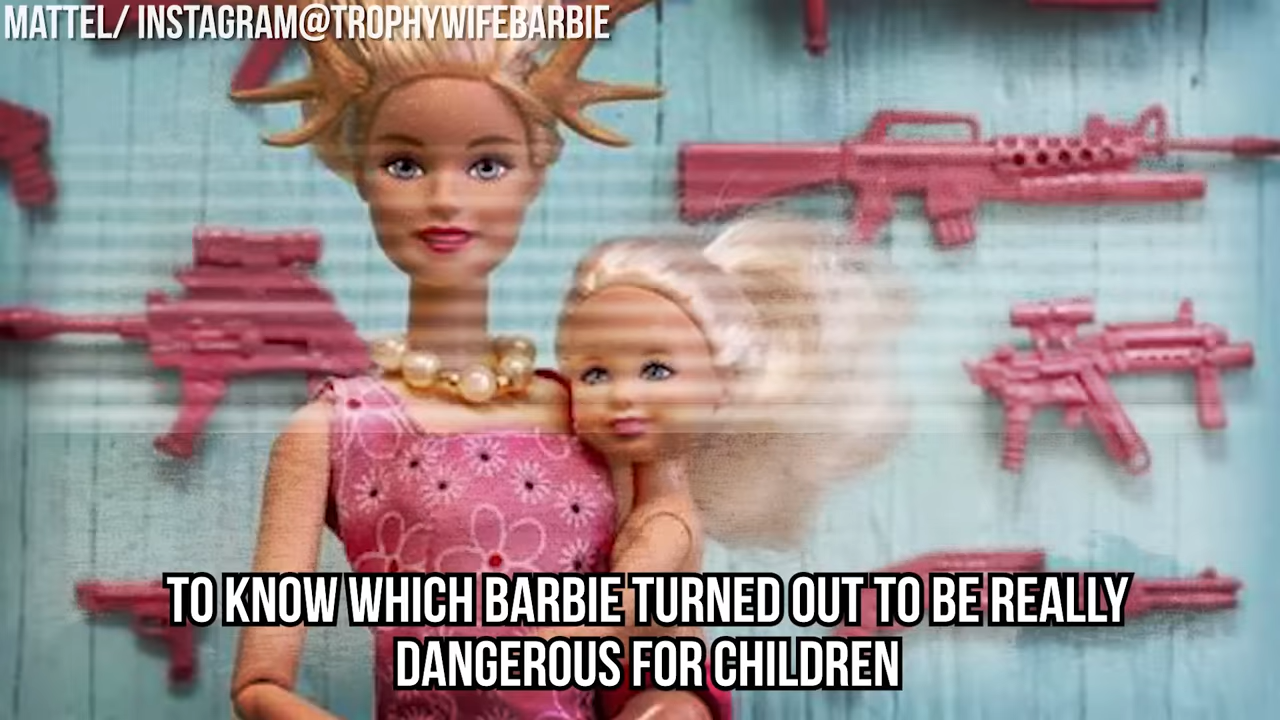 MATTEL/ INSTAGRAM@TROPHYWIFEBARBIE
TO KNOW WHICH BARBIE TURNED OUT TO BE REALLY
DANGEROUS FOR CHILDREN